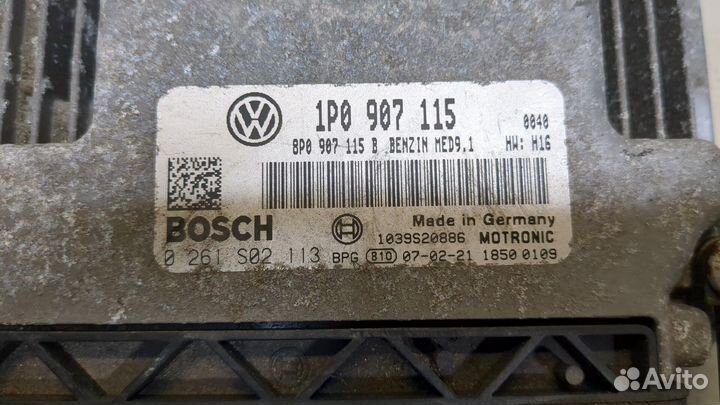 1P0 907 115 0040
8P0 907 115 B BENZIN MED9.1 HW: H16
BOSCH Made in Germany
1039S20886 MOTRONIC
0 261 S02 113 BPG 810 07-02-21 1850 0109
Avito